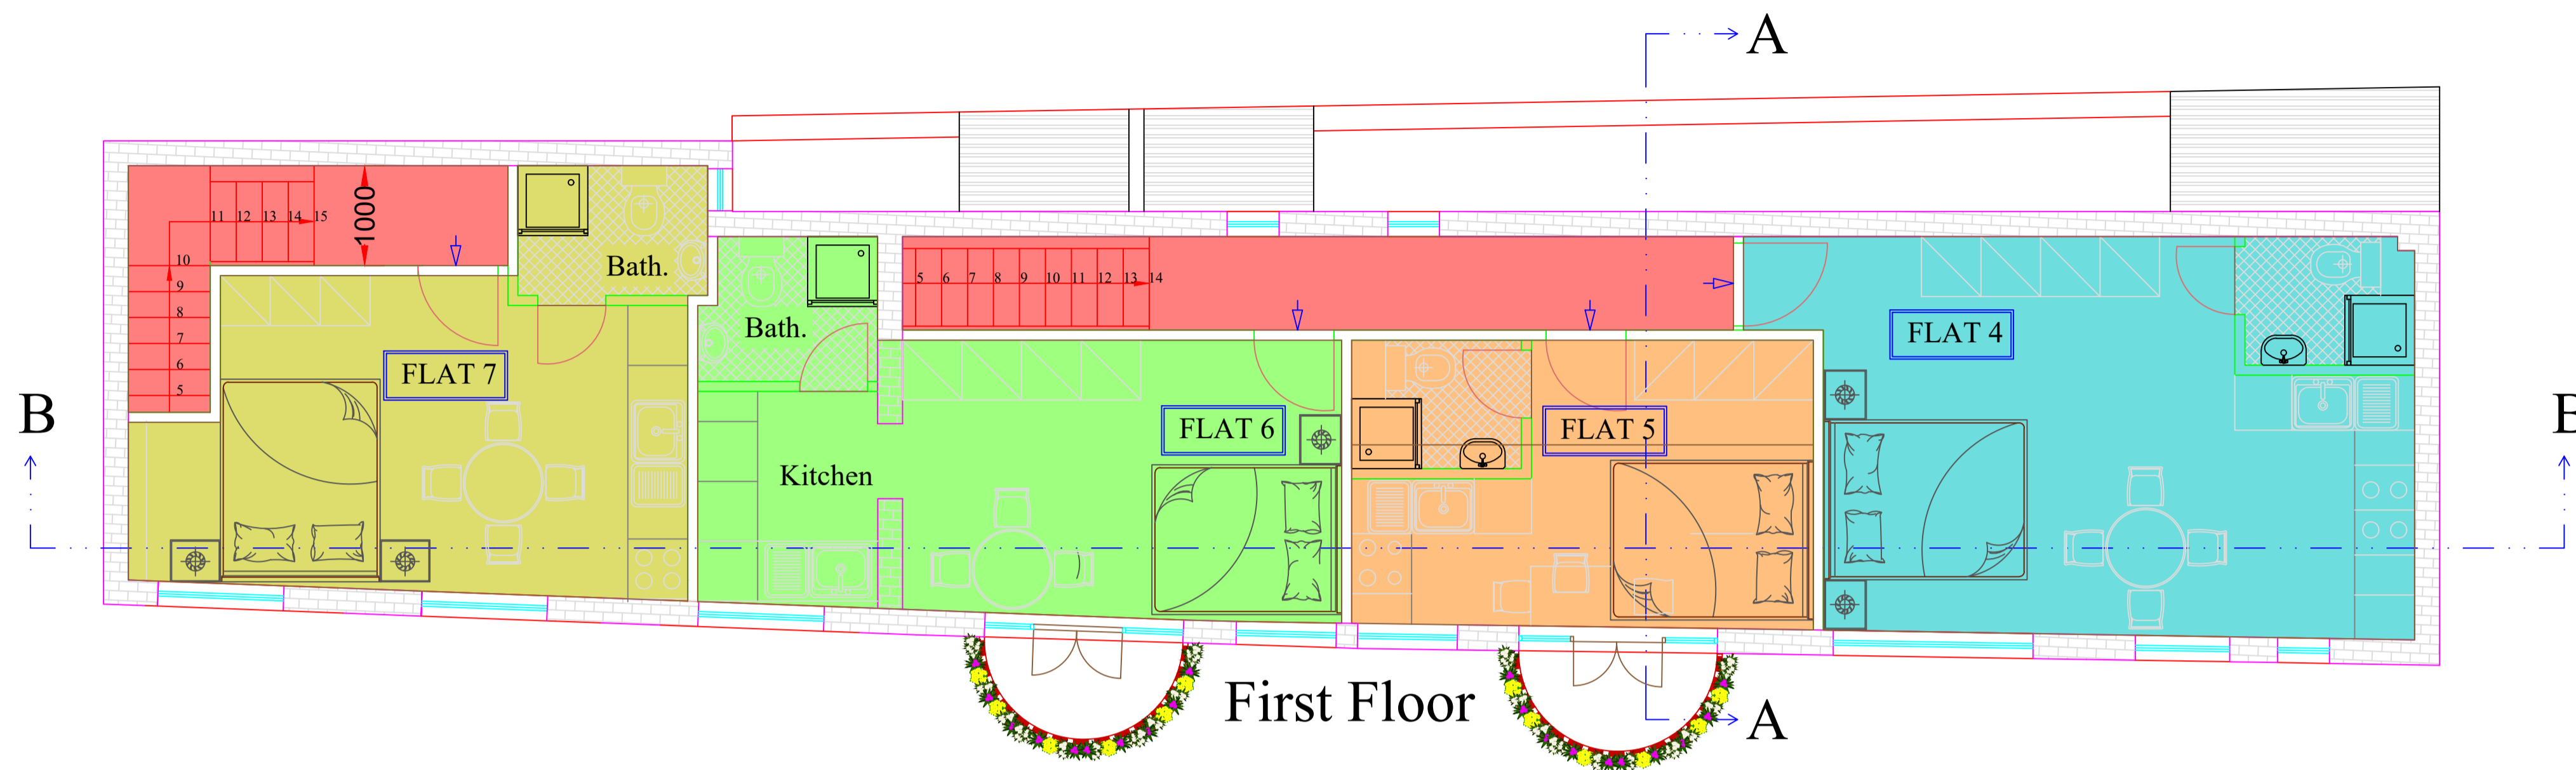 A
11 12 13 14 15
1000
10
9
8
7
6
5
Bath.
FLAT 7
Bath.
Kitchen
5 6 7 8 9 10 11 12 13 14
FLAT 6
FLAT 5
FLAT 4
B
B
First Floor
A